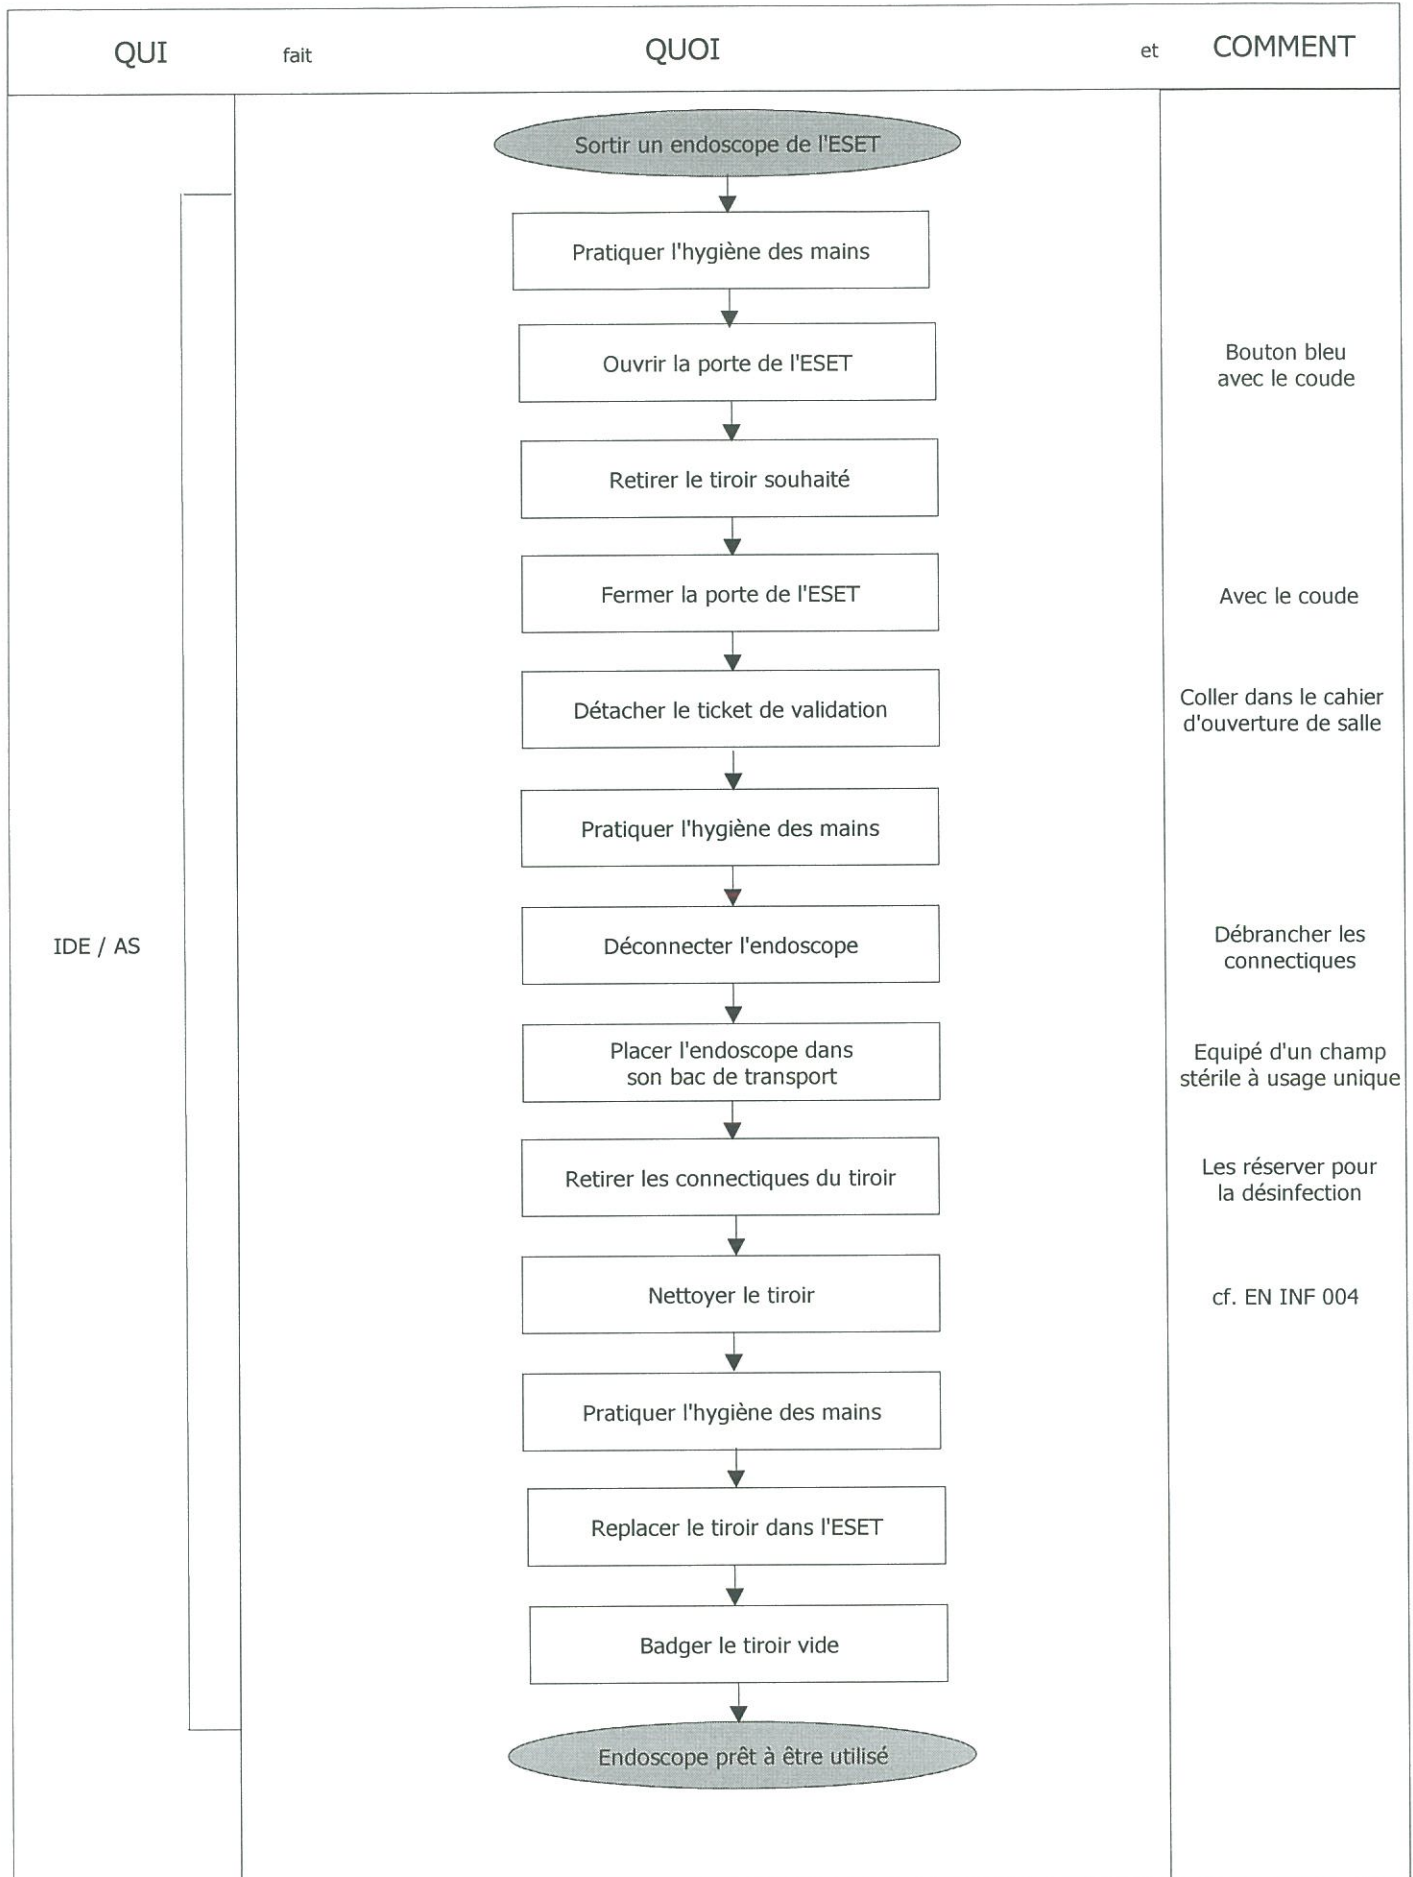 QUI fait QUOI et COMMENT
Sortir un endoscope de l'ESET
Pratiquer l'hygiène des mains
Ouvrir la porte de l'ESET
Bouton bleu
avec le coude
Retirer le tiroir souhaité
Fermer la porte de l'ESET
Avec le coude
Détacher le ticket de validation
Coller dans le cahier
d'ouverture de salle
Pratiquer l'hygiène des mains
IDE / AS
Déconnecter l'endoscope
Débrancher les
connectiques
Placer l'endoscope dans
son bac de transport
Equipé d'un champ
stérile à usage unique
Retirer les connectiques du tiroir
Les réserver pour
la désinfection
Nettoyer le tiroir
cf. EN INF 004
Pratiquer l'hygiène des mains
Replacer le tiroir dans l'ESET
Badger le tiroir vide
Endoscope prêt à être utilisé